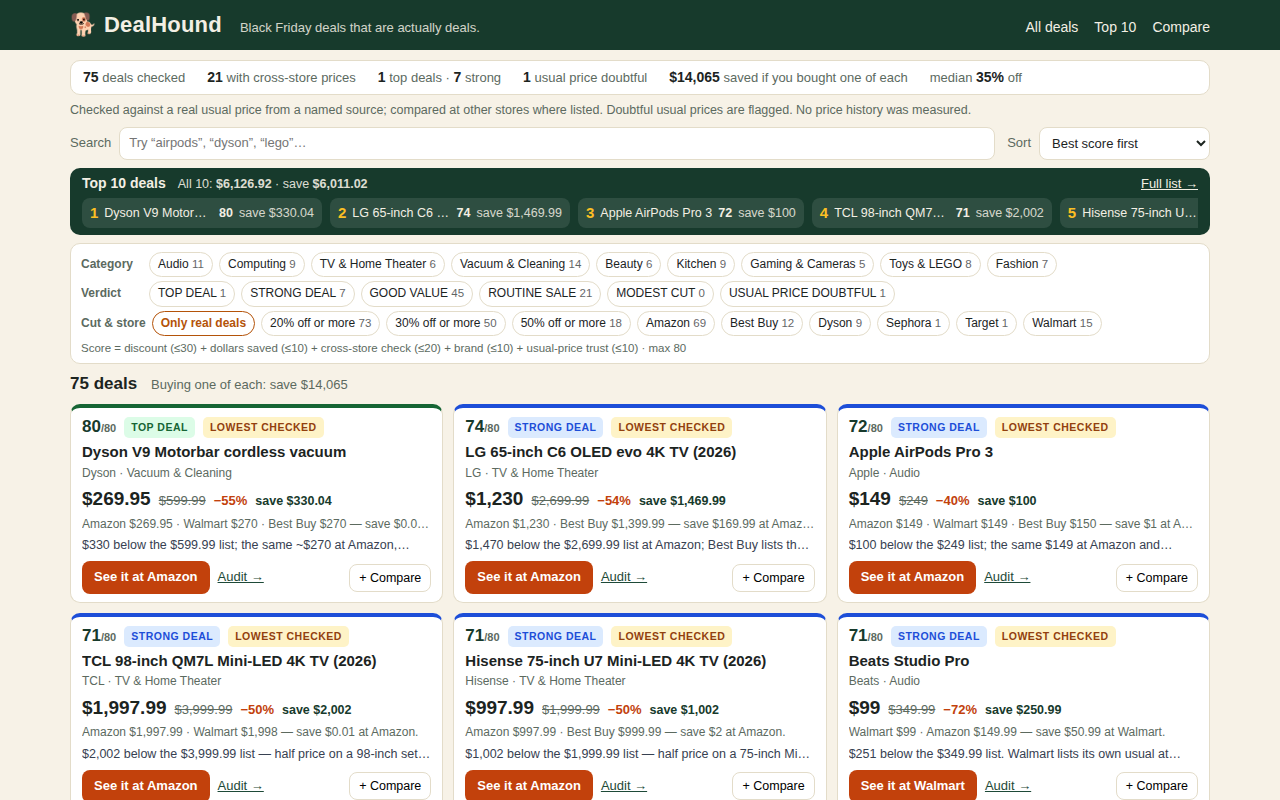 DealHound Black Friday deals that are actually deals. All deals Top 10 Compare
75 deals checked 21 with cross-store prices 1 top deals · 7 strong 1 usual price doubtful $14,065 saved if you bought one of each median 35% off
Checked against a real usual price from a named source; compared at other stores where listed. Doubtful usual prices are flagged. No price history was measured.
Search Try “airpods”, “dyson”, “lego”… Sort Best score first
Top 10 deals All 10: $6,126.92 · save $6,011.02 Full list →
1 Dyson V9 Motor… 80 save $330.04 2 LG 65-inch C6 … 74 save $1,469.99 3 Apple AirPods Pro 3 72 save $100 4 TCL 98-inch QM7… 71 save $2,002 5 Hisense 75-inch U…
Category Audio 11 Computing 9 TV & Home Theater 6 Vacuum & Cleaning 14 Beauty 6 Kitchen 9 Gaming & Cameras 5 Toys & LEGO 8 Fashion 7
Verdict TOP DEAL 1 STRONG DEAL 7 GOOD VALUE 45 ROUTINE SALE 21 MODEST CUT 0 USUAL PRICE DOUBTFUL 1
Cut & store Only real deals 20% off or more 73 30% off or more 50 50% off or more 18 Amazon 69 Best Buy 12 Dyson 9 Sephora 1 Target 1 Walmart 15
Score = discount (≤30) + dollars saved (≤10) + cross-store check (≤20) + brand (≤10) + usual-price trust (≤10) · max 80
75 deals Buying one of each: save $14,065
80/80 TOP DEAL LOWEST CHECKED
Dyson V9 Motorbar cordless vacuum
Dyson · Vacuum & Cleaning
$269.95 $599.99 −55% save $330.04
Amazon $269.95 · Walmart $270 · Best Buy $270 — save $0.0…
$330 below the $599.99 list; the same ~$270 at Amazon,…
See it at Amazon Audit → + Compare
74/80 STRONG DEAL LOWEST CHECKED
LG 65-inch C6 OLED evo 4K TV (2026)
LG · TV & Home Theater
$1,230 $2,699.99 −54% save $1,469.99
Amazon $1,230 · Best Buy $1,399.99 — save $169.99 at Amaz…
$1,470 below the $2,699.99 list at Amazon; Best Buy lists th…
See it at Amazon Audit → + Compare
72/80 STRONG DEAL LOWEST CHECKED
Apple AirPods Pro 3
Apple · Audio
$149 $249 −40% save $100
Amazon $149 · Walmart $149 · Best Buy $150 — save $1 at A…
$100 below the $249 list; the same $149 at Amazon and…
See it at Amazon Audit → + Compare
71/80 STRONG DEAL LOWEST CHECKED
TCL 98-inch QM7L Mini-LED 4K TV (2026)
TCL · TV & Home Theater
$1,997.99 $3,999.99 −50% save $2,002
Amazon $1,997.99 · Walmart $1,998 — save $0.01 at Amazon.
$2,002 below the $3,999.99 list — half price on a 98-inch set…
See it at Amazon Audit → + Compare
71/80 STRONG DEAL LOWEST CHECKED
Hisense 75-inch U7 Mini-LED 4K TV (2026)
Hisense · TV & Home Theater
$997.99 $1,999.99 −50% save $1,002
Amazon $997.99 · Best Buy $999.99 — save $2 at Amazon.
$1,002 below the $1,999.99 list — half price on a 75-inch Mi…
See it at Amazon Audit → + Compare
71/80 STRONG DEAL LOWEST CHECKED
Beats Studio Pro
Beats · Audio
$99 $349.99 −72% save $250.99
Walmart $99 · Amazon $149.99 — save $50.99 at Walmart.
$251 below the $349.99 list. Walmart lists its own usual at…
See it at Walmart Audit → + Compare